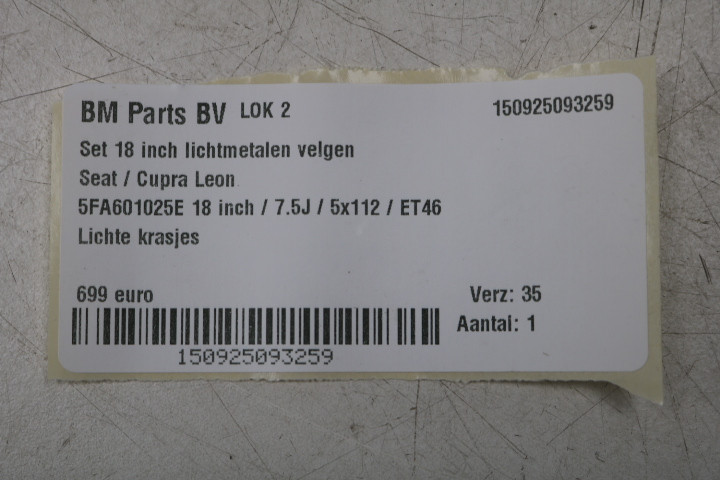 BM Parts BV LOK 2 150925093259
Set 18 inch lichtmetalen velgen
Seat / Cupra Leon
5FA601025E 18 inch / 7.5J / 5x112 / ET46
Lichte krasjes
699 euro Verz: 35
Aantal: 1
150925093259